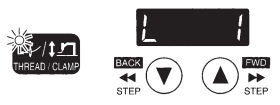 L 1
THREAD / CLAMP
BACK FWD
STEP STEP